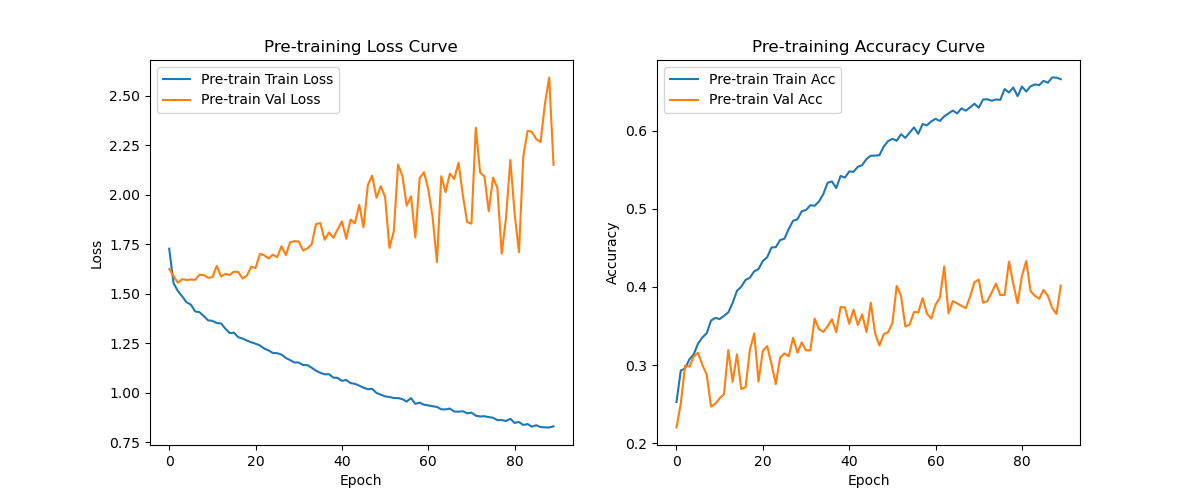 Pre-training Loss Curve
Pre-train Train Loss
Pre-train Val Loss
2.50
2.25
2.00
1.75
1.50
1.25
1.00
0.75
Loss
0
20
40
60
80
Epoch
Pre-training Accuracy Curve
Pre-train Train Acc
Pre-train Val Acc
0.6
0.5
0.4
0.3
0.2
Accuracy
0
20
40
60
80
Epoch